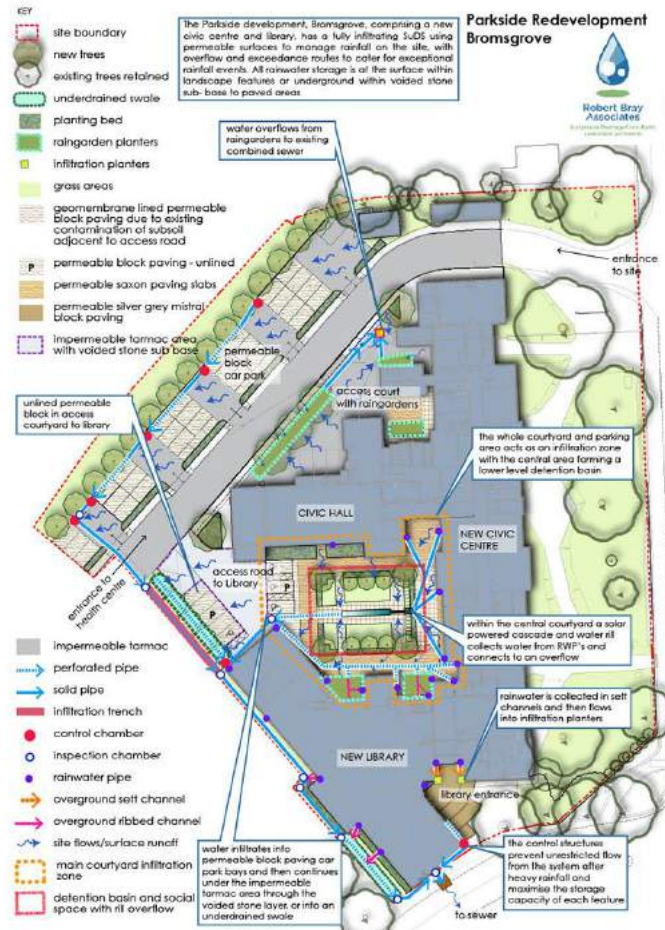 KEY
site boundary
new trees
existing trees retained
underdrained swale
planting bed
raingarden planters
infiltration planters
grass areas
geomembrane lined permeable
block paving due to existing
contamination of subsoil
adjacent to access road
P
permeable block paving - unlined
permeable saxon paving slabs
permeable silver grey mistral
block paving
impermeable tarmac area
with voided stone sub base
The Parkside development, Bromsgrove, comprising a new
civic centre and library, has a fully infiltrating SuDS using
permeable surfaces to manage rainfall on the site, with
overflow and exceedance routes to cater for exceptional
rainfall events. All rainwater storage is at the surface within
landscape features or underground within voided stone
sub- base to paved areas
Parkside Redevelopment
Bromsgrove
Robert Bray
Associates
water overflows from
raingardens to existing
combined sewer
entrance
to site
permeable
block
car park
access court
with raingardens
unlined permeable
block in access
courtyard to library
the whole courtyard and parking
area acts as an infiltration zone
with the central area forming a
lower level detention basin
CIVIC HALL
NEW CIVIC
CENTRE
access road
to Library
entrance to
health centre
P
P
P
within the central courtyard a solar
powered cascade and water rill
collects water from RWP's and
connects to an overflow
rainwater is collected in sett
channels and then flows
into infiltration planters
NEW LIBRARY
library entrance
impermeable tarmac
perforated pipe
solid pipe
infiltration trench
control chamber
inspection chamber
rainwater pipe
overground sett channel
overground ribbed channel
site flows/surface runoff
main courtyard infiltration
zone
detention basin and social
space with rill overflow
water infiltrates into
permeable block paving car
park bays and then continues
under the impermeable
tarmac area through the
voided stone layer, or into an
underdrained swale
the control structures
prevent unrestricted flow
from the system after
heavy rainfall and
maximise the storage
capacity of each feature
to sewer